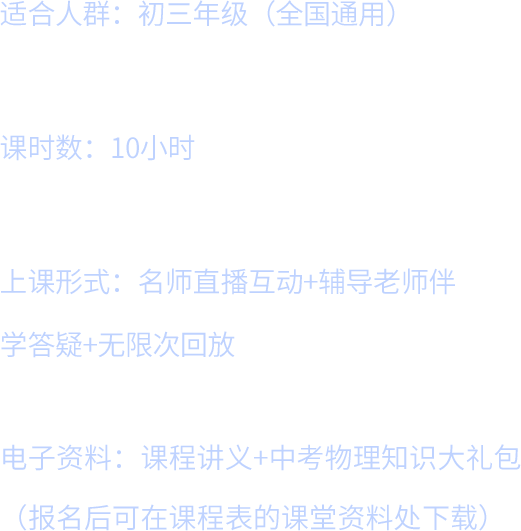 适合人群：初三年级（全国通用）
课时数：10小时
上课形式：名师直播互动+辅导老师伴
学答疑+无限次回放
电子资料：课程讲义+中考物理知识大礼包
（报名后可在课程表的课堂资料处下载）